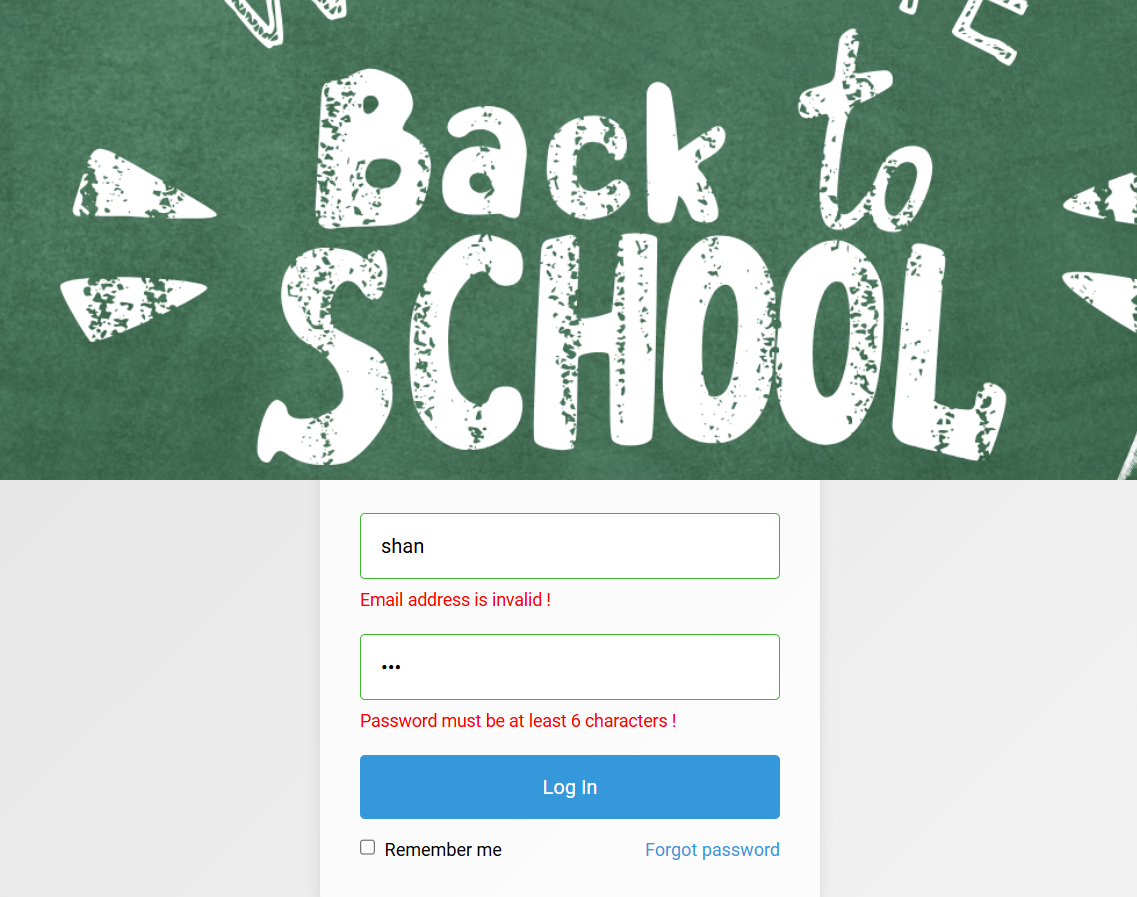 Back to
SCHOOL
shan
Email address is invalid !
•••
Password must be at least 6 characters !
Log In
Remember me
Forgot password